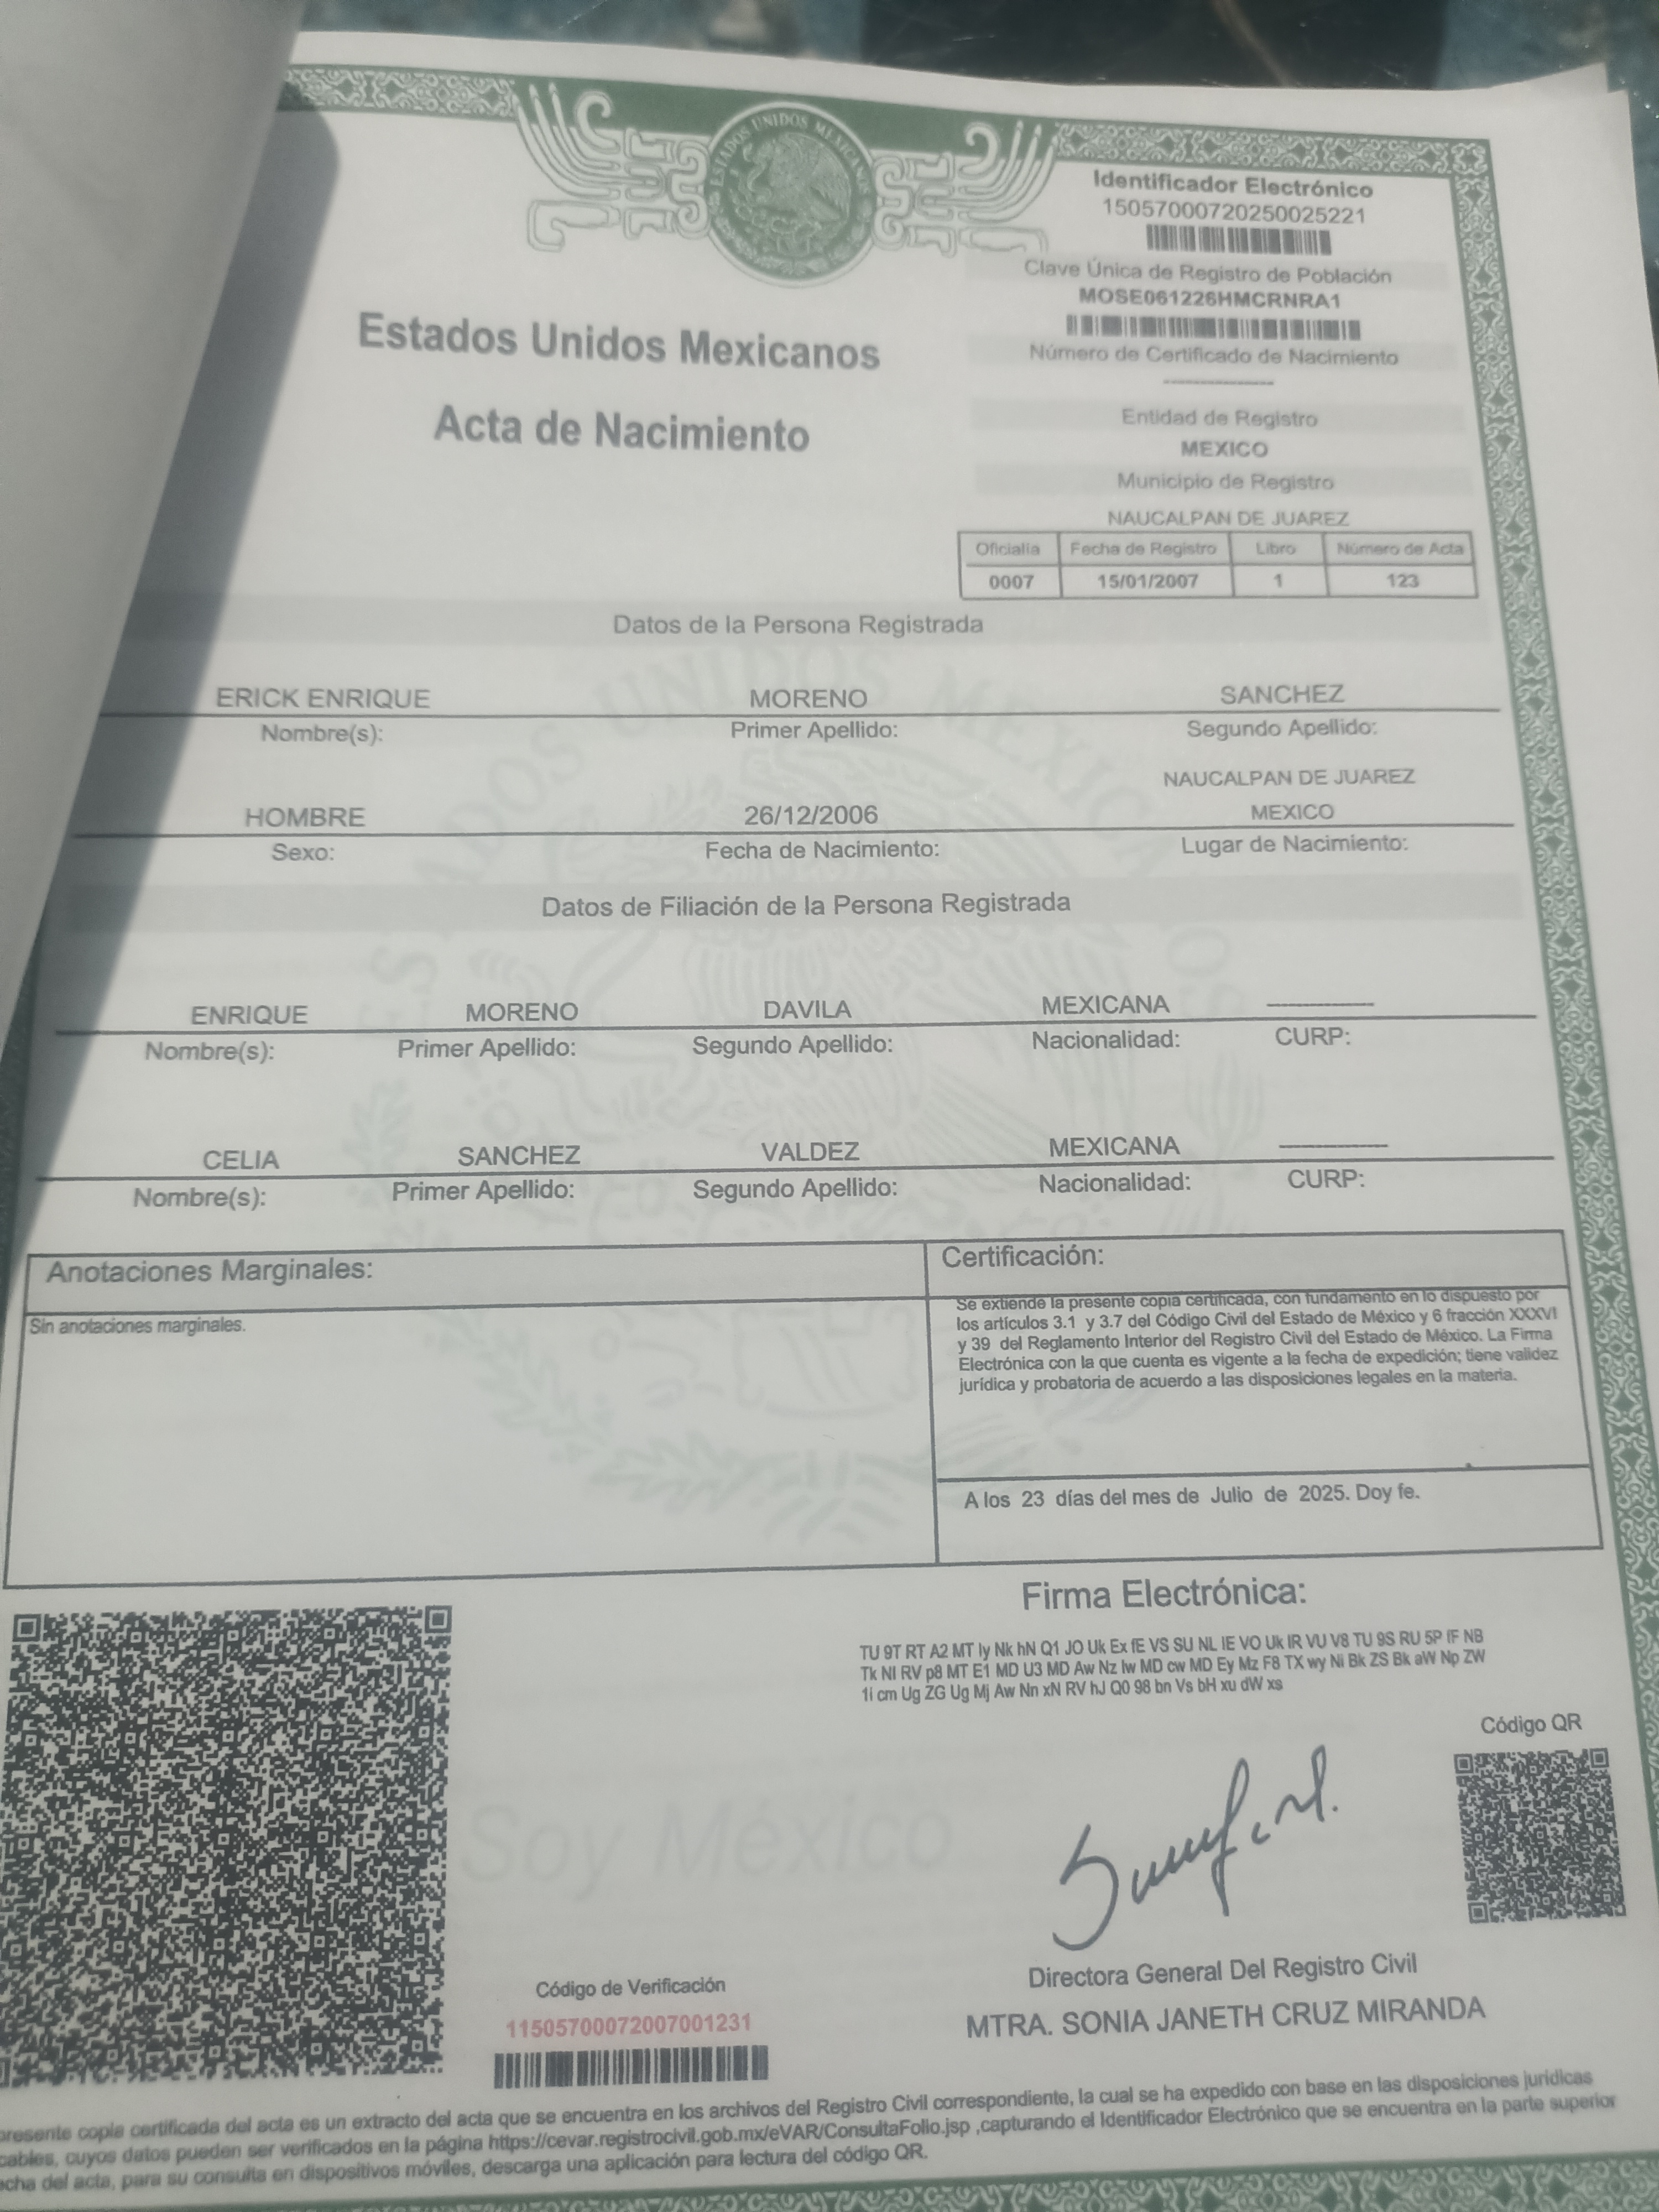 ESTADOS UNIDOS MEXICANOS
Identificador Electrónico
15057000720250025221
Clave Única de Registro de Población
MOSE061226HMCRNRA1
Número de Certificado de Nacimiento
---------------
Estados Unidos Mexicanos
Acta de Nacimiento
Entidad de Registro
MEXICO
Municipio de Registro
NAUCALPAN DE JUAREZ
Oficialia Fecha de Registro Libro Número de Acta
0007 15/01/2007 1 123
Datos de la Persona Registrada
ERICK ENRIQUE MORENO SANCHEZ
Nombre(s): Primer Apellido: Segundo Apellido:
NAUCALPAN DE JUAREZ
HOMBRE 26/12/2006 MEXICO
Sexo: Fecha de Nacimiento: Lugar de Nacimiento:
Datos de Filiación de la Persona Registrada
ENRIQUE MORENO DAVILA MEXICANA ---------------
Nombre(s): Primer Apellido: Segundo Apellido: Nacionalidad: CURP:
CELIA SANCHEZ VALDEZ MEXICANA ---------------
Nombre(s): Primer Apellido: Segundo Apellido: Nacionalidad: CURP:
Anotaciones Marginales:
Sin anotaciones marginales.
Certificación:
Se extiende la presente copia certificada, con fundamento en lo dispuesto por
los artículos 3.1 y 3.7 del Código Civil del Estado de México y 6 fracción XXXVI
y 39 del Reglamento Interior del Registro Civil del Estado de México. La Firma
Electrónica con la que cuenta es vigente a la fecha de expedición; tiene validez
jurídica y probatoria de acuerdo a las disposiciones legales en la materia.
A los 23 días del mes de Julio de 2025. Doy fe.
Firma Electrónica:
TU 9T RT A2 MT Iy Nk hN Q1 JO Uk Ex fE VS SU NL IE VO Uk lR VU V8 TU 9S RU 5P fF NB
Tk NI RV p8 MT E1 MD U3 MD Aw Nz Iw MD cw MD Ey Mz F8 TX wy Ni Bk ZS Bk aW Np ZW
1i cm Ug ZG Ug Mj Aw Nn xN RV hJ Q0 98 bn Vs bH xu dW xs
Código QR
Soy México
Código de Verificación
11505700072007001231
Directora General Del Registro Civil
MTRA. SONIA JANETH CRUZ MIRANDA
presente copia certificada del acta es un extracto del acta que se encuentra en los archivos del Registro Civil correspondiente, la cual se ha expedido con base en las disposiciones jurídicas
cables, cuyos datos pueden ser verificados en la página https://cevar.registrocivil.gob.mx/eVAR/ConsultaFolio.jsp ,capturando el Identificador Electrónico que se encuentra en la parte superior
echa del acta, para su consulta en dispositivos móviles, descarga una aplicación para lectura del código QR.